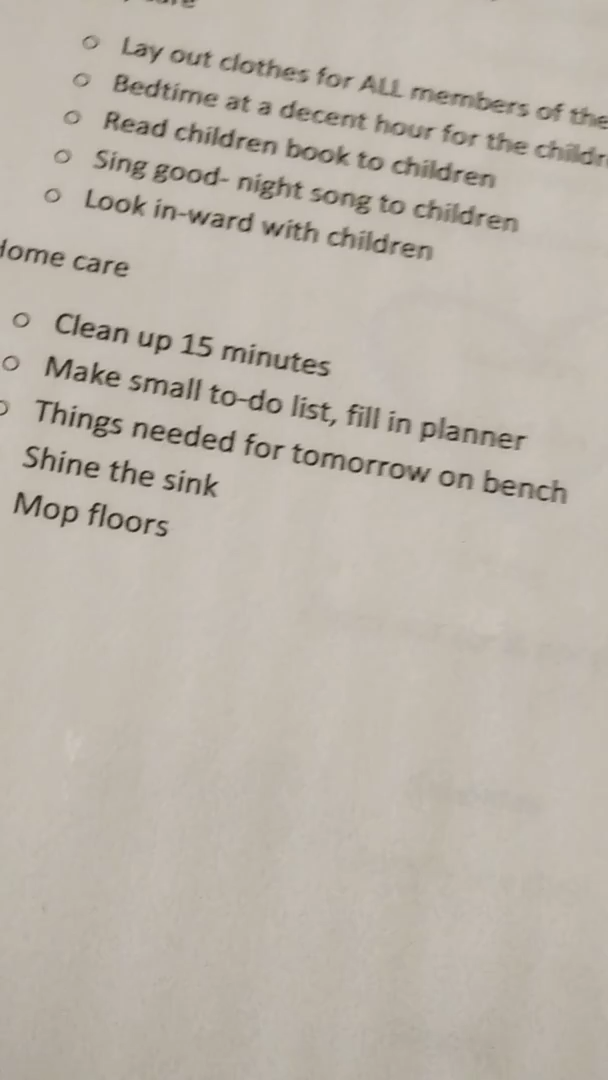 o Lay out clothes for ALL members of the
o Bedtime at a decent hour for the childr
o Read children book to children
o Sing good- night song to children
o Look in-ward with children
Home care
o Clean up 15 minutes
o Make small to-do list, fill in planner
o Things needed for tomorrow on bench
Shine the sink
Mop floors